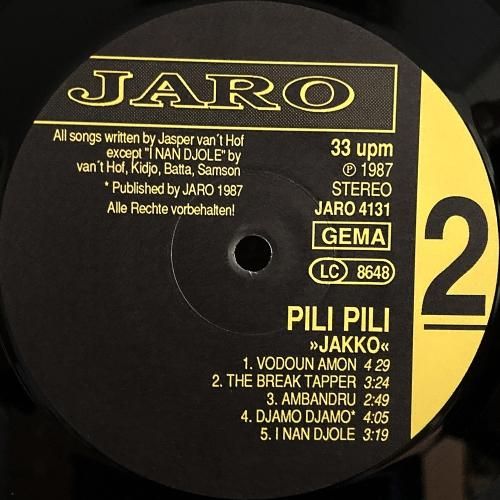 JARO
All songs written by Jasper van´t Hof
except "I NAN DJOLE" by
van´t Hof, Kidjo, Batta, Samson
* Published by JARO 1987
Alle Rechte vorbehalten!
33 upm
℗ 1987
STEREO
JARO 4131
GEMA
LC 8648
2
PILI PILI
»JAKKO«
1. VODOUN AMON 4 29
2. THE BREAK TAPPER 3:24
3. AMBANDRU 2:49
4. DJAMO DJAMO* 4:05
5. I NAN DJOLE 3:19